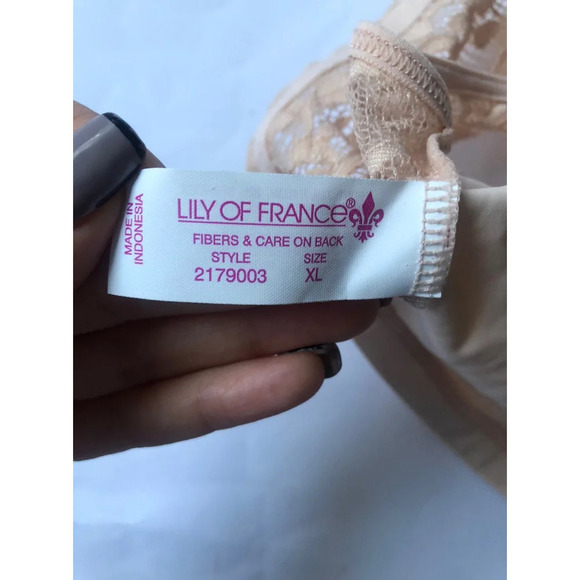 LILY OF FRANCE®
FIBERS & CARE ON BACK
STYLE SIZE
2179003 XL
MADE IN
INDONESIA